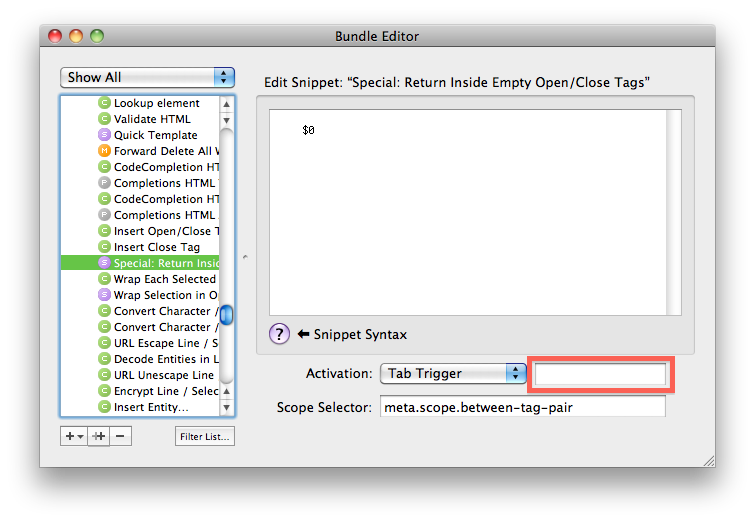 Bundle Editor
Show All
Edit Snippet: “Special: Return Inside Empty Open/Close Tags”
C Lookup element
C Validate HTML
S Quick Template
M Forward Delete All W
C CodeCompletion HT
P Completions HTML
C CodeCompletion HT
P Completions HTML
C Insert Open/Close T
C Insert Close Tag
S Special: Return Insid
C Wrap Each Selected
S Wrap Selection in O
C Convert Character /
C Convert Character /
C URL Escape Line / S
C Decode Entities in L
C URL Unescape Line
C Encrypt Line / Selec
C Insert Entity...
$0
? ⬅ Snippet Syntax
Activation: Tab Trigger
Scope Selector: meta.scope.between-tag-pair
Filter List...